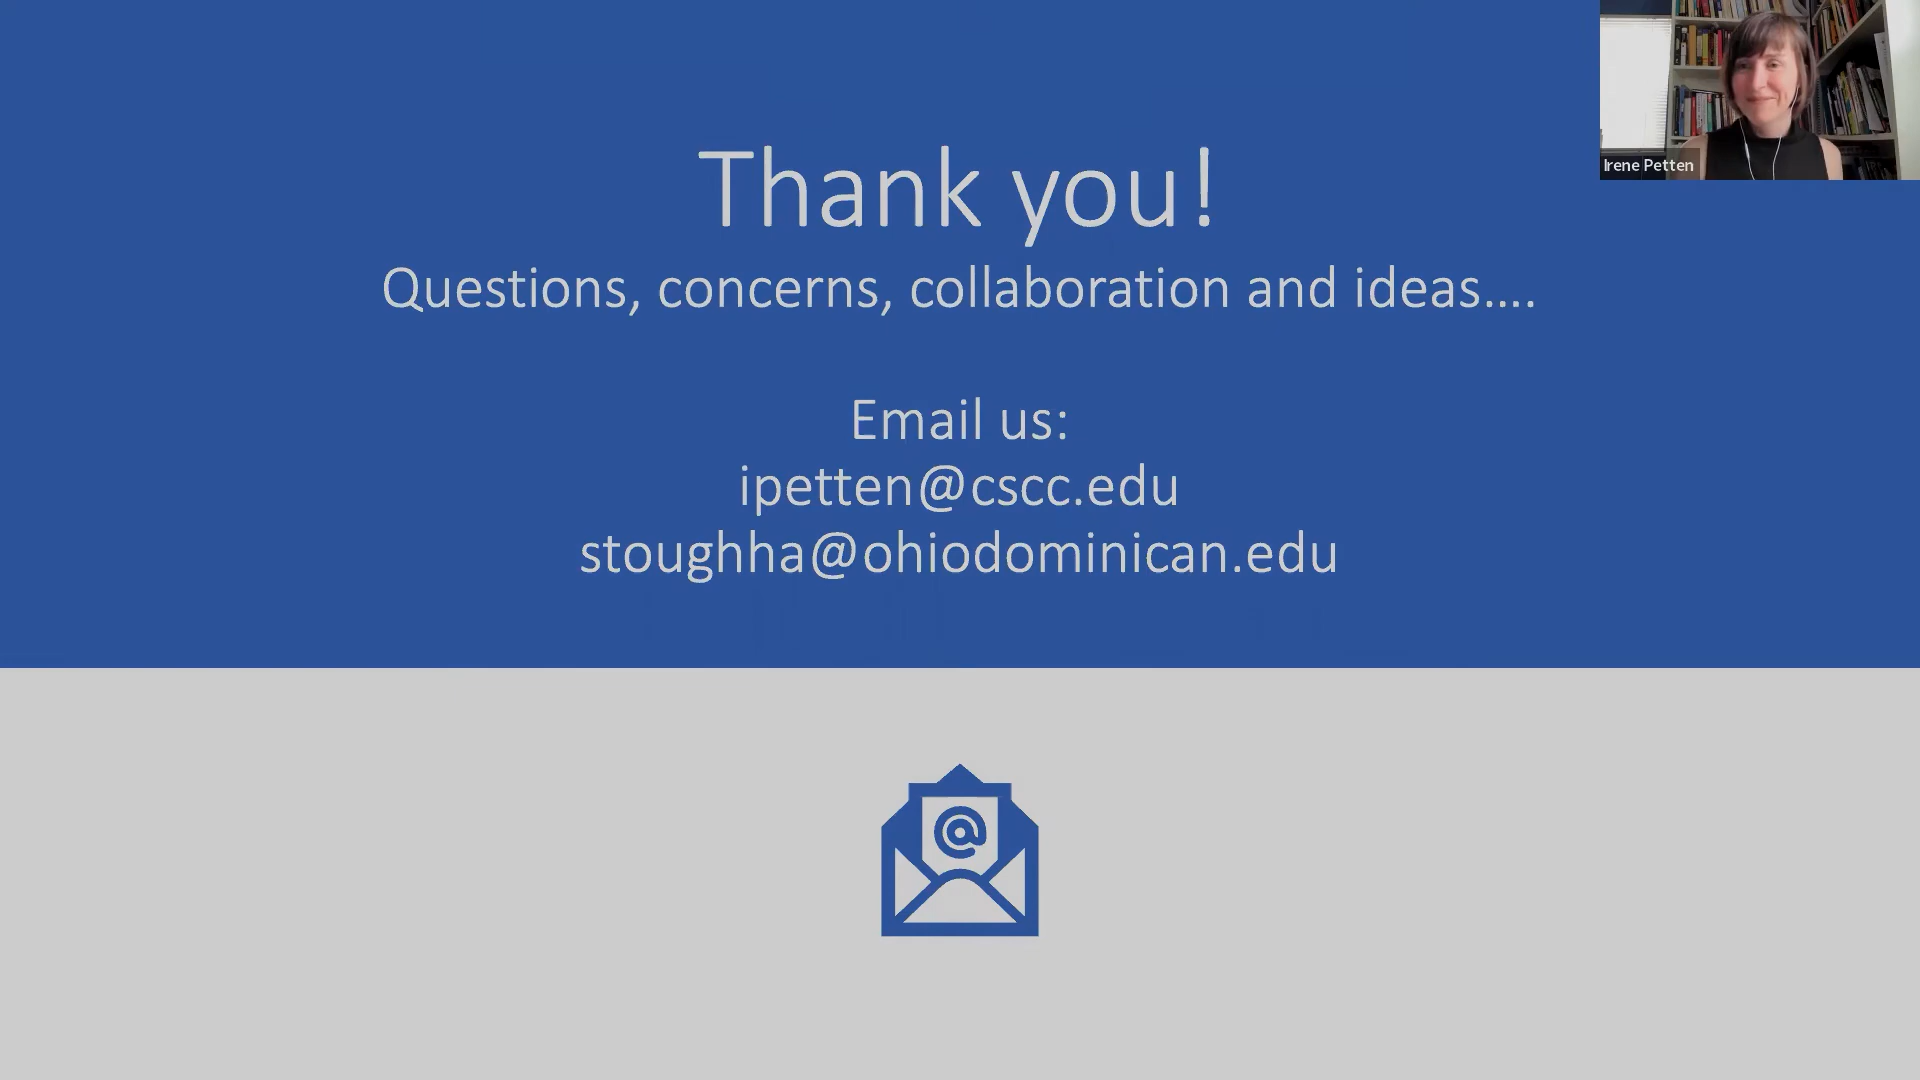 Thank you!
Questions, concerns, collaboration and ideas....
Email us:
ipetten@cscc.edu
stoughha@ohiodominican.edu
@
Irene Petten